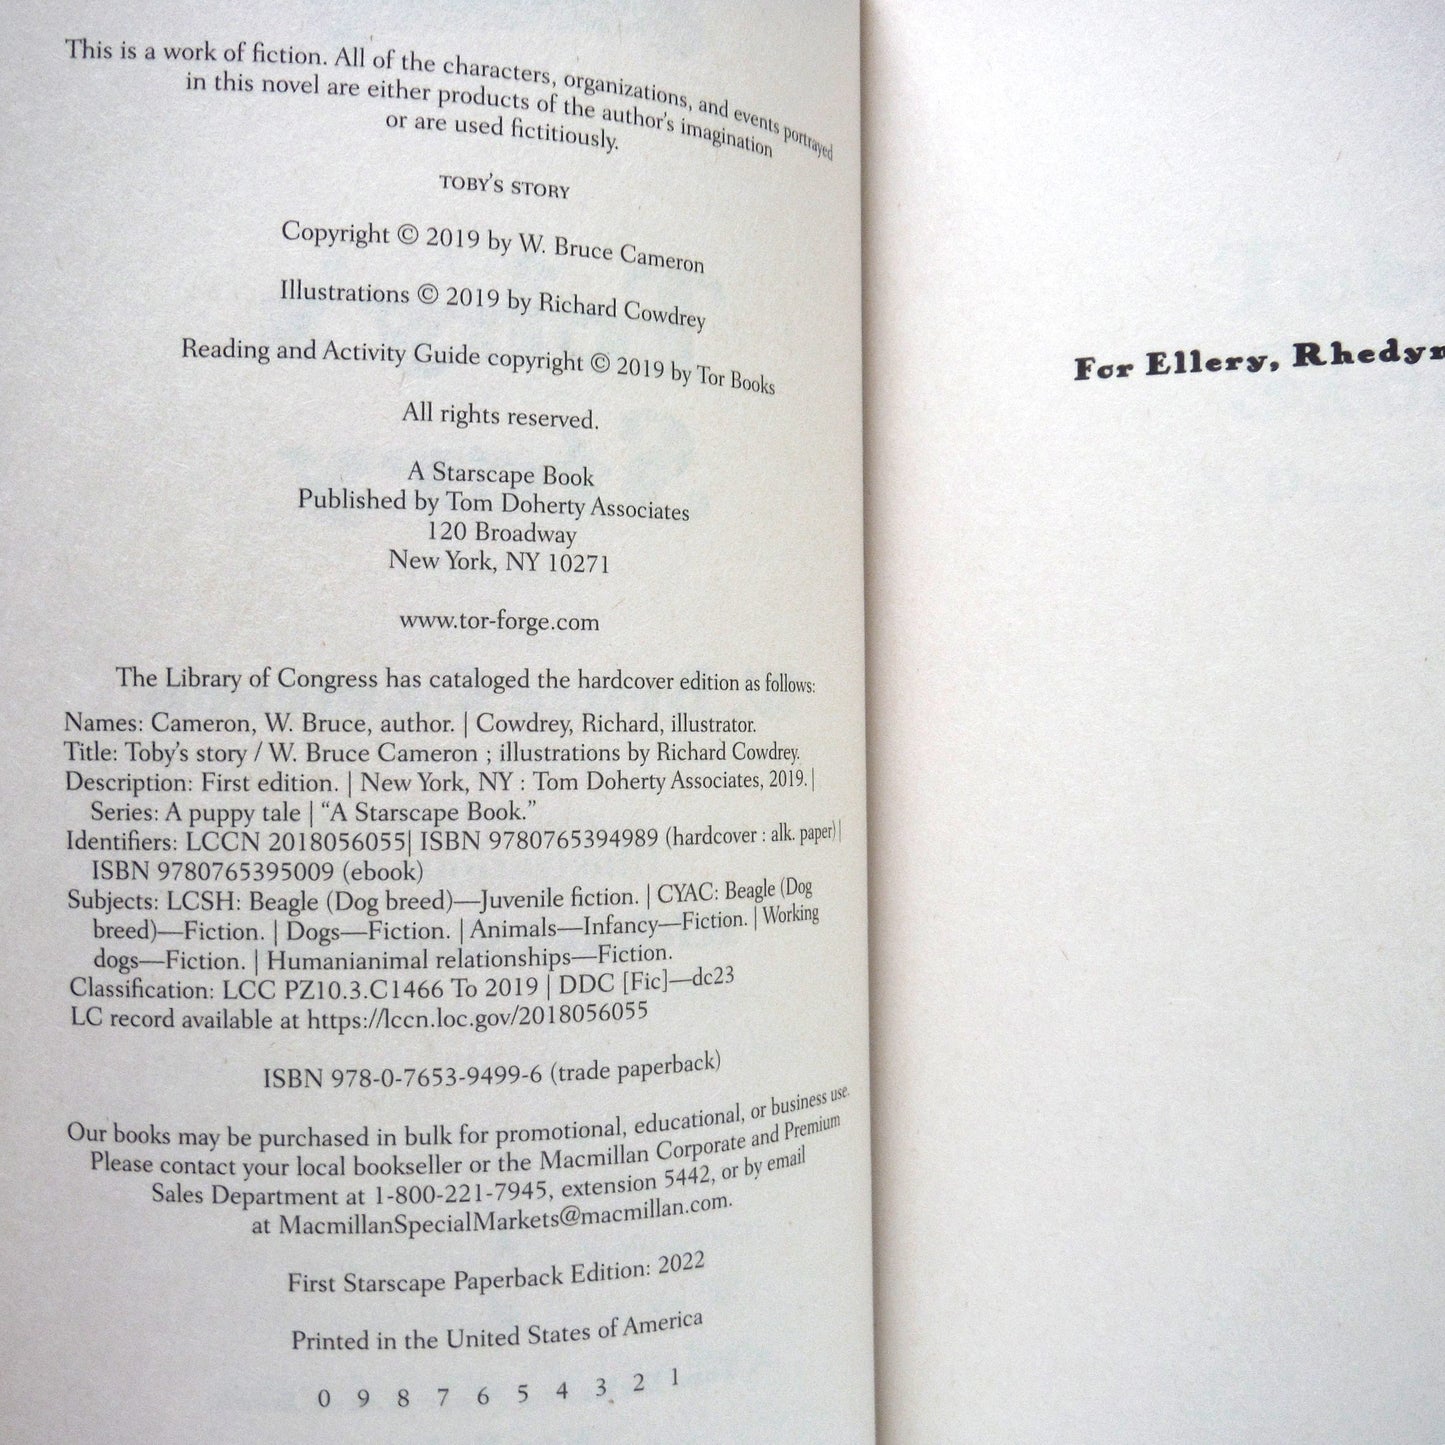 This is a work of fiction. All of the characters, organizations, and events portrayed
in this novel are either products of the author's imagination
or are used fictitiously.
TOBY'S STORY
Copyright © 2019 by W. Bruce Cameron
Illustrations © 2019 by Richard Cowdrey
Reading and Activity Guide copyright © 2019 by Tor Books
All rights reserved.
A Starscape Book
Published by Tom Doherty Associates
120 Broadway
New York, NY 10271
www.tor-forge.com
The Library of Congress has cataloged the hardcover edition as follows:
Names: Cameron, W. Bruce, author. | Cowdrey, Richard, illustrator.
Title: Toby's story / W. Bruce Cameron ; illustrations by Richard Cowdrey.
Description: First edition. | New York, NY : Tom Doherty Associates, 2019. |
Series: A puppy tale | “A Starscape Book.”
Identifiers: LCCN 2018056055| ISBN 9780765394989 (hardcover : alk. paper) |
ISBN 9780765395009 (ebook)
Subjects: LCSH: Beagle (Dog breed)—Juvenile fiction. | CYAC: Beagle (Dog
breed)—Fiction. | Dogs—Fiction. | Animals—Infancy—Fiction. | Working
dogs—Fiction. | Humanianimal relationships—Fiction.
Classification: LCC PZ10.3.C1466 To 2019 | DDC [Fic]—dc23
LC record available at https://lccn.loc.gov/2018056055
ISBN 978-0-7653-9499-6 (trade paperback)
Our books may be purchased in bulk for promotional, educational, or business use.
Please contact your local bookseller or the Macmillan Corporate and Premium
Sales Department at 1-800-221-7945, extension 5442, or by email
at MacmillanSpecialMarkets@macmillan.com.
First Starscape Paperback Edition: 2022
Printed in the United States of America
0 9 8 7 6 5 4 3 2 1
For Ellery,